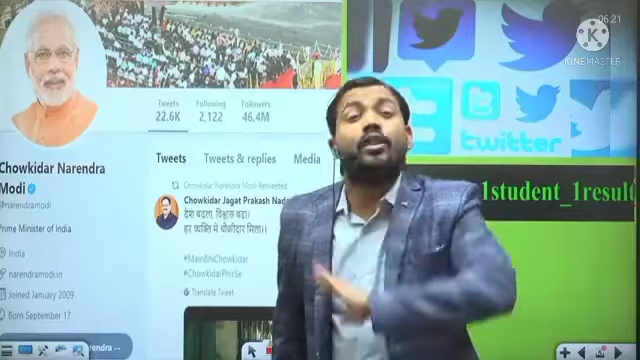 06:21
KINEMASTER
Tweets
Following
Followers
22.6K
2,122
46.4M
twitter
Chowkidar Narendra
Modi
@narendramodi
Prime Minister of India
India
narendramodi.in
Joined January 2009
Born September 17
Tweets
Tweets & replies
Media
Chowkidar Narendra Modi Retweeted
Chowkidar Jagat Prakash Nadd
देश बदला, विश्वास बढ़ा।
हर व्यक्ति में चौकीदार मिला।।
#MainBhiChowkidar
#ChowkidarPhirSe
Translate Tweet
1student_1result